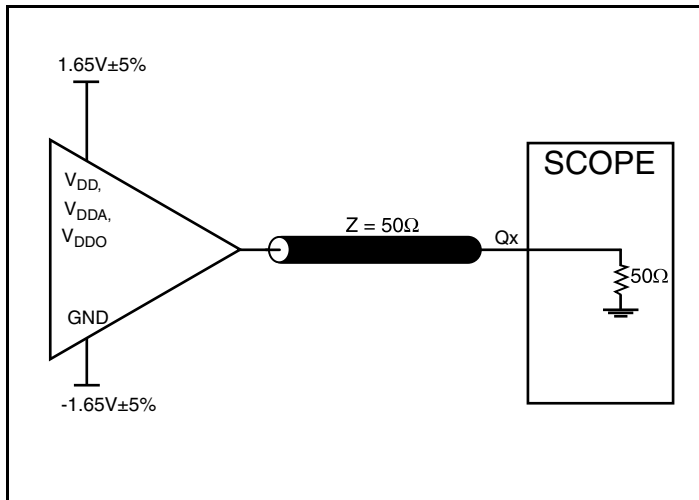 1.65V±5%
SCOPE
VDD,
VDDA,
VDDO
Z = 50Ω
Qx
50Ω
GND
-1.65V±5%